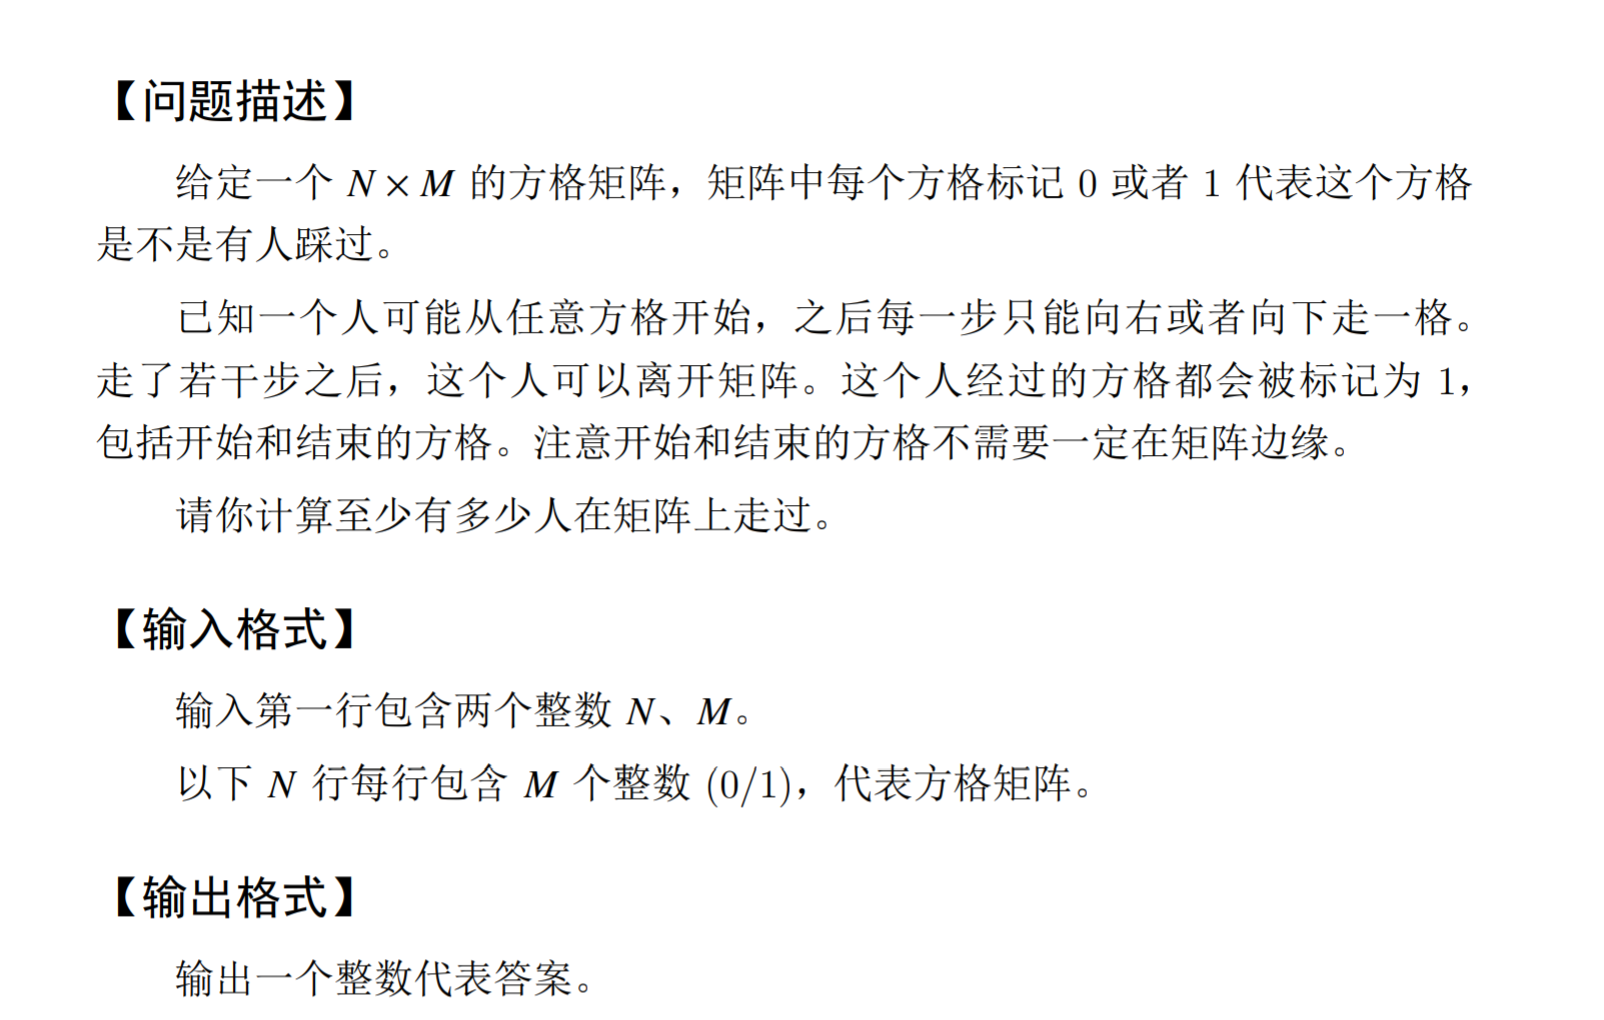 【问题描述】
给定一个 N × M 的方格矩阵，矩阵中每个方格标记 0 或者 1 代表这个方格
是不是有人踩过。
已知一个人可能从任意方格开始，之后每一步只能向右或者向下走一格。
走了若干步之后，这个人可以离开矩阵。这个人经过的方格都会被标记为 1，
包括开始和结束的方格。注意开始和结束的方格不需要一定在矩阵边缘。
请你计算至少有多少人在矩阵上走过。
【输入格式】
输入第一行包含两个整数 N、M。
以下 N 行每行包含 M 个整数 (0/1)，代表方格矩阵。
【输出格式】
输出一个整数代表答案。